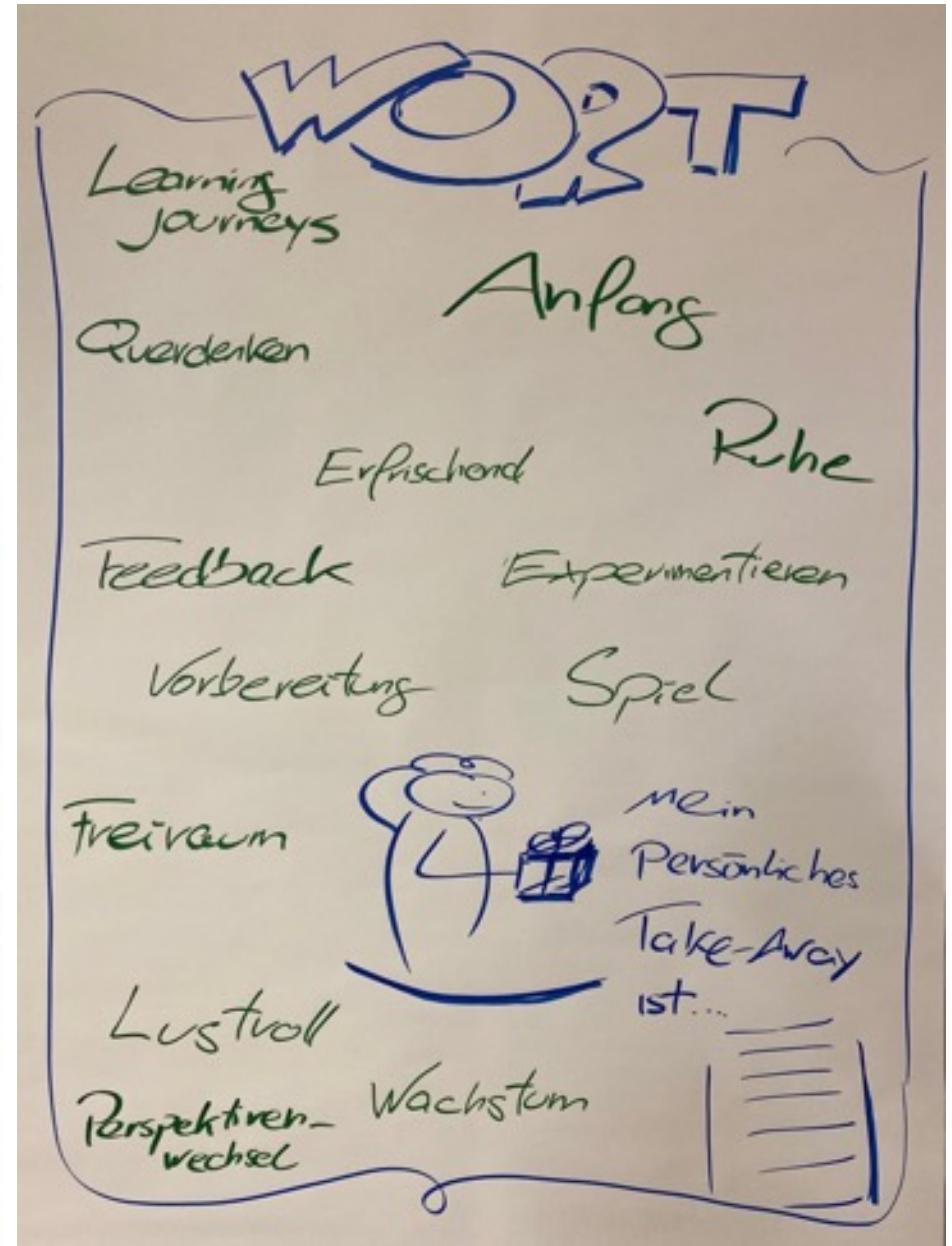 WORT
Learning
Journeys
Anfang
Querdenken
Ruhe
Erfrischend
Feedback
Experimentieren
Vorbereitung
Spiel
Freiraum
Mein
Persönliches
Take-Away
ist...
Lustvoll
Wachstum
Perspektiven-
wechsel